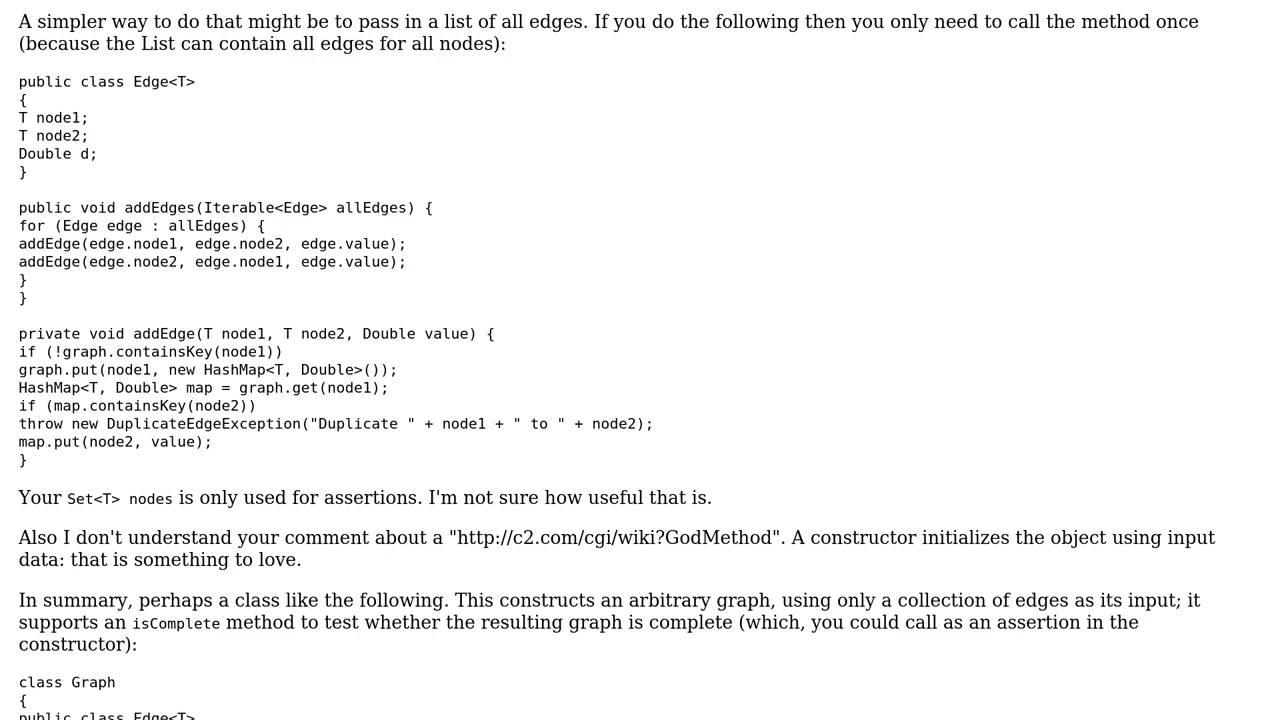 A simpler way to do that might be to pass in a list of all edges. If you do the following then you only need to call the method once
(because the List can contain all edges for all nodes):
public class Edge<T>
{
T node1;
T node2;
Double d;
}
public void addEdges(Iterable<Edge> allEdges) {
for (Edge edge : allEdges) {
addEdge(edge.node1, edge.node2, edge.value);
addEdge(edge.node2, edge.node1, edge.value);
}
}
private void addEdge(T node1, T node2, Double value) {
if (!graph.containsKey(node1))
graph.put(node1, new HashMap<T, Double>());
HashMap<T, Double> map = graph.get(node1);
if (map.containsKey(node2))
throw new DuplicateEdgeException("Duplicate " + node1 + " to " + node2);
map.put(node2, value);
}
Your Set<T> nodes is only used for assertions. I'm not sure how useful that is.
Also I don't understand your comment about a "http://c2.com/cgi/wiki?GodMethod". A constructor initializes the object using input
data: that is something to love.
In summary, perhaps a class like the following. This constructs an arbitrary graph, using only a collection of edges as its input; it
supports an isComplete method to test whether the resulting graph is complete (which, you could call as an assertion in the
constructor):
class Graph
{
public class Edge<T>